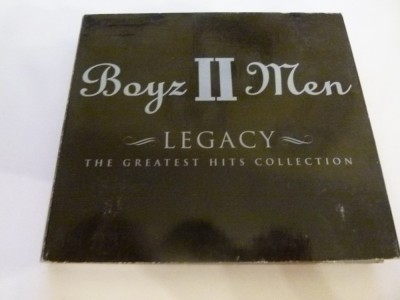 Boyz II Men
LEGACY
THE GREATEST HITS COLLECTION